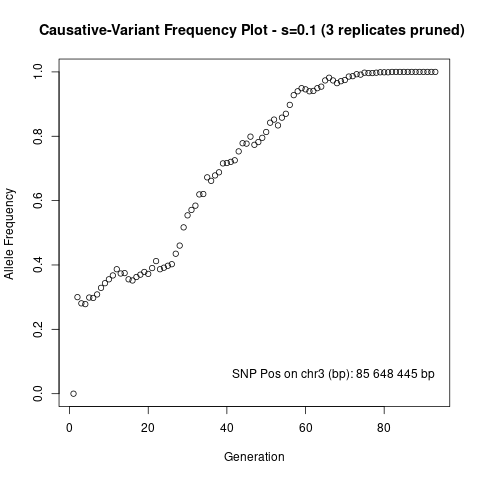 Causative-Variant Frequency Plot - s=0.1 (3 replicates pruned)
1.0
0.8
0.6
0.4
0.2
0.0
Allele Frequency
SNP Pos on chr3 (bp): 85 648 445 bp
0 20 40 60 80
Generation